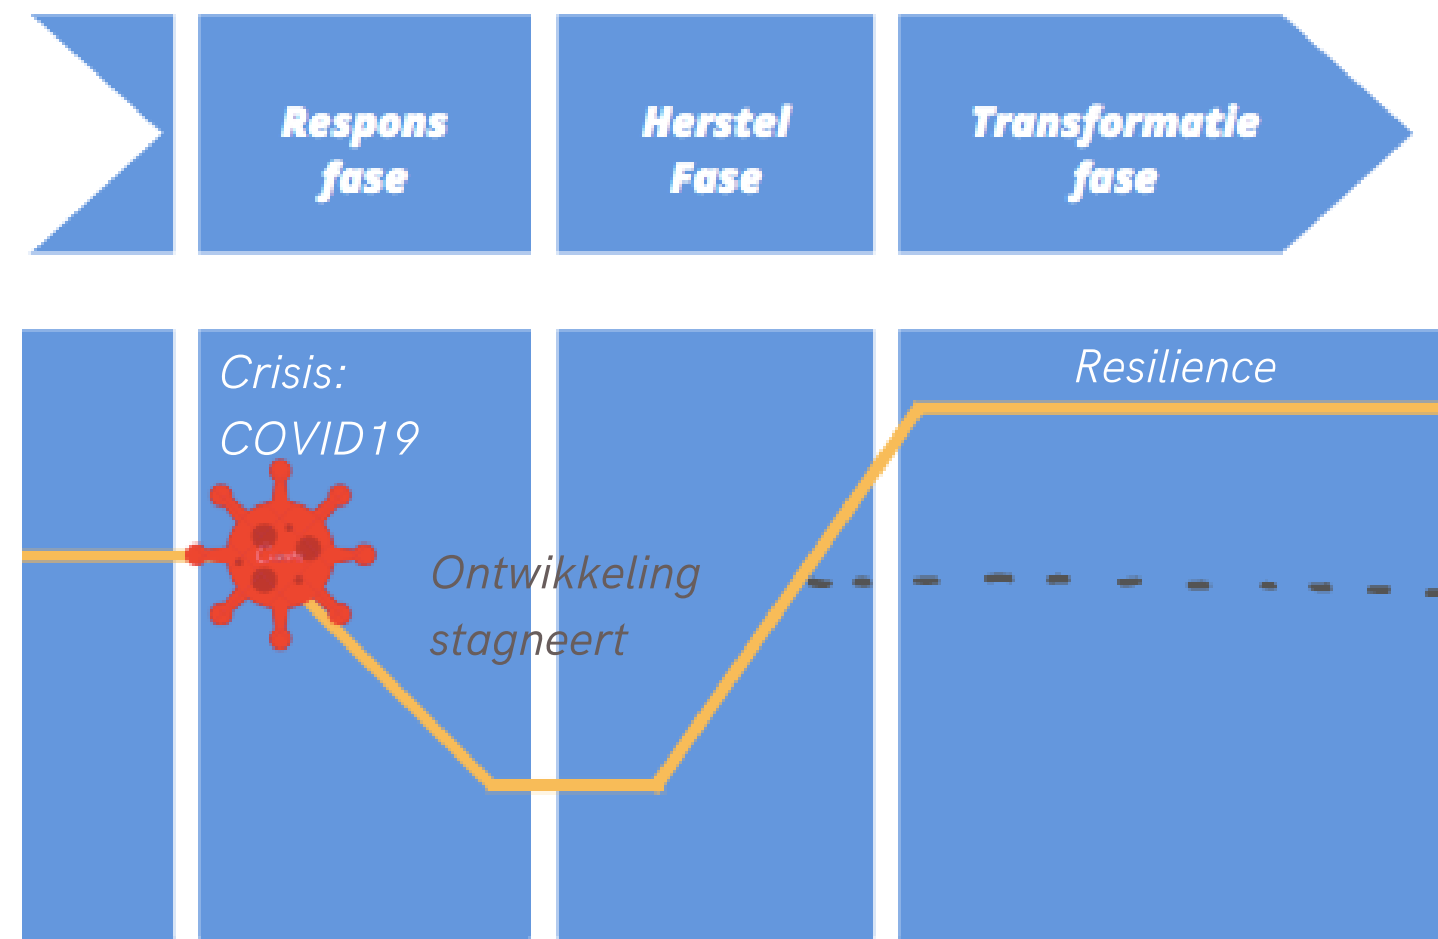 Respons
fase
Herstel
Fase
Transformatie
fase
Crisis:
COVID19
Resilience
Ontwikkeling
stagneert